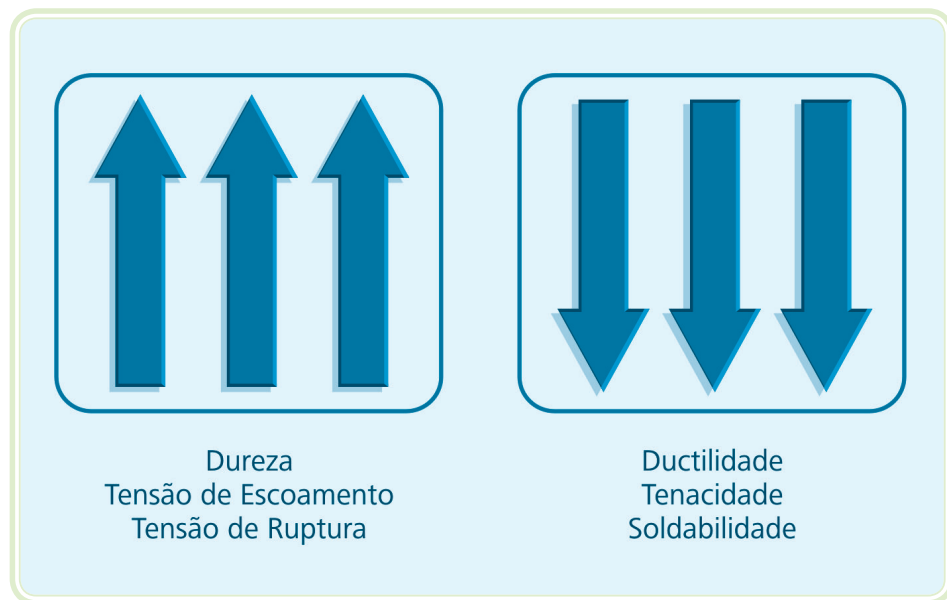 Dureza
Tensão de Escoamento
Tensão de Ruptura
Ductilidade
Tenacidade
Soldabilidade